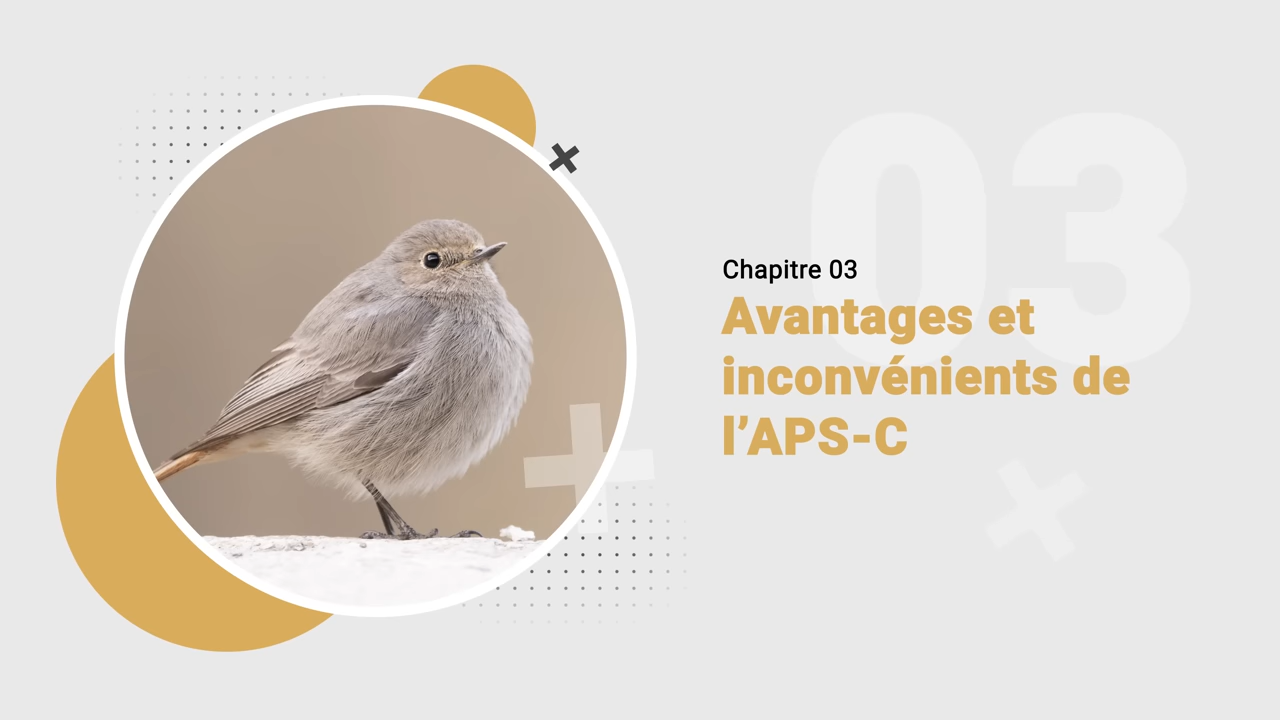 03
Chapitre 03
Avantages et
inconvénients de
l’APS-C